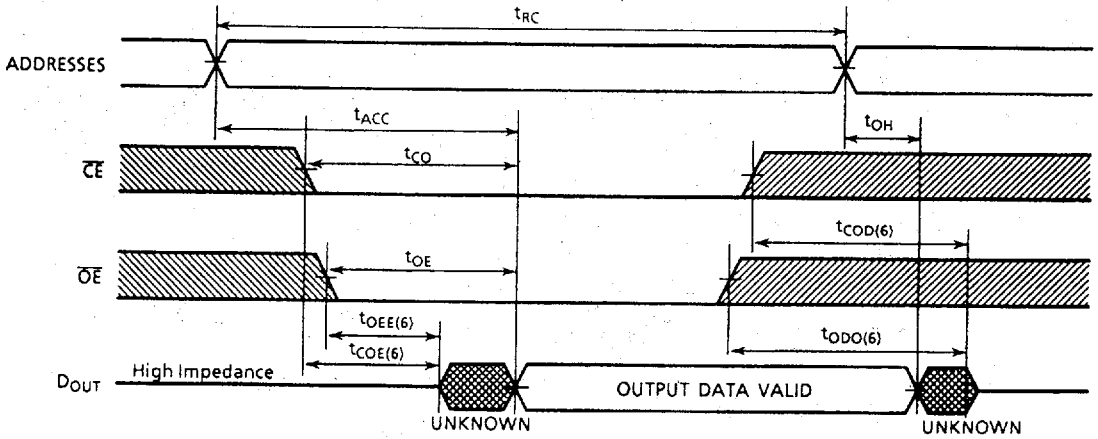 tRC
ADDRESSES
tACC
tOH
tCO
CE
tCOD(6)
tOE
OE
tOEE(6)
tCOE(6)
tODO(6)
DOUT
High Impedance
OUTPUT DATA VALID
UNKNOWN
UNKNOWN